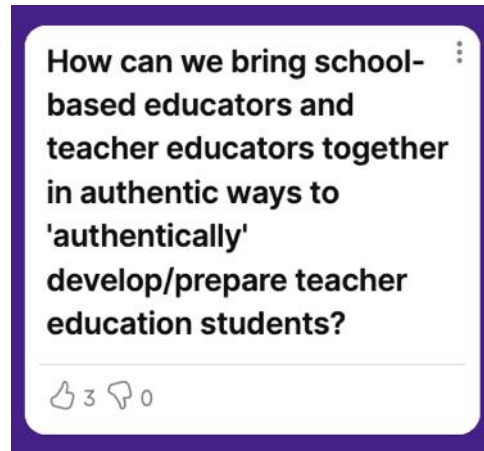 How can we bring school-
based educators and
teacher educators together
in authentic ways to
'authentically'
develop/prepare teacher
education students?
3 0